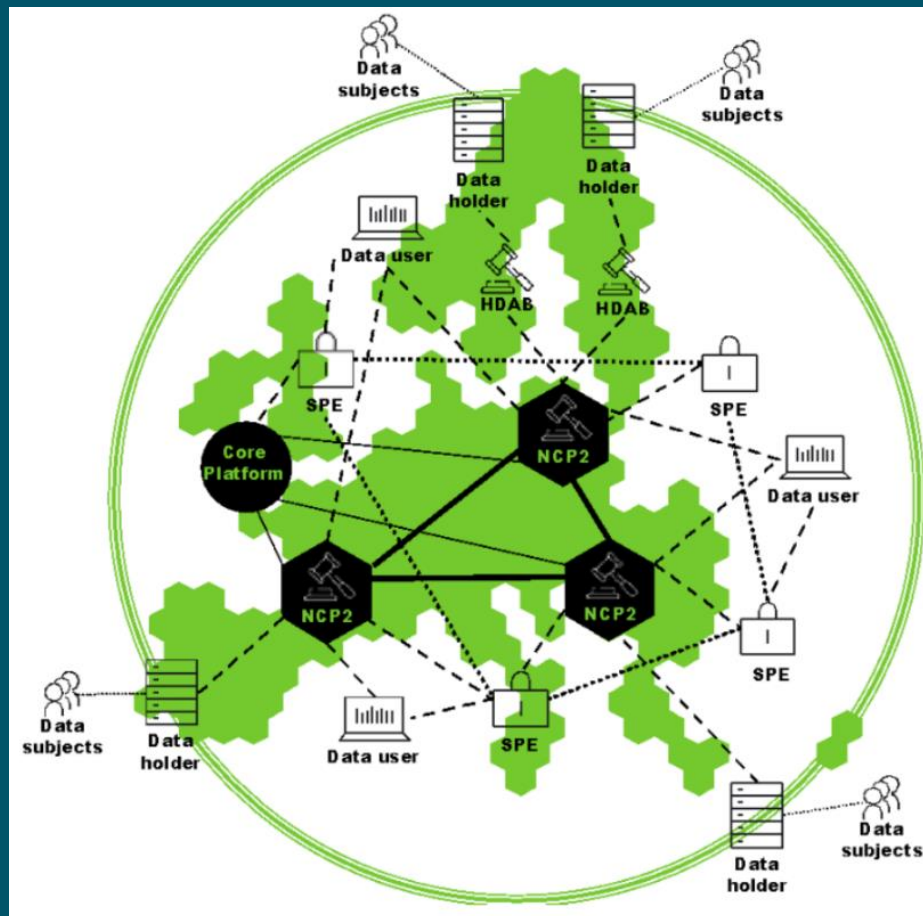 Data
subjects
Data
subjects
Data
holder
Data
holder
Data user
HDAB
HDAB
SPE
SPE
Core
Platform
NCP2
Data user
NCP2
NCP2
SPE
Data
subjects
Data
holder
Data user
SPE
Data
subjects
Data
holder